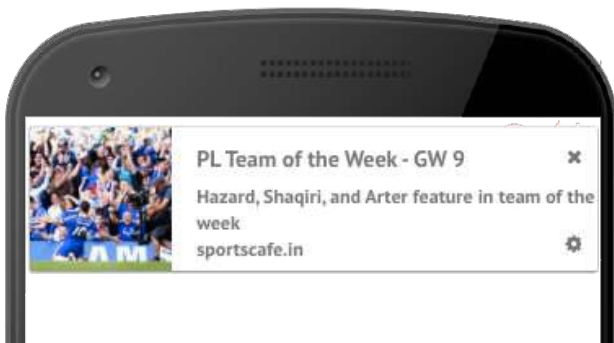 PL Team of the Week - GW 9
Hazard, Shaqiri, and Arter feature in team of the
week
sportscafe.in
AM